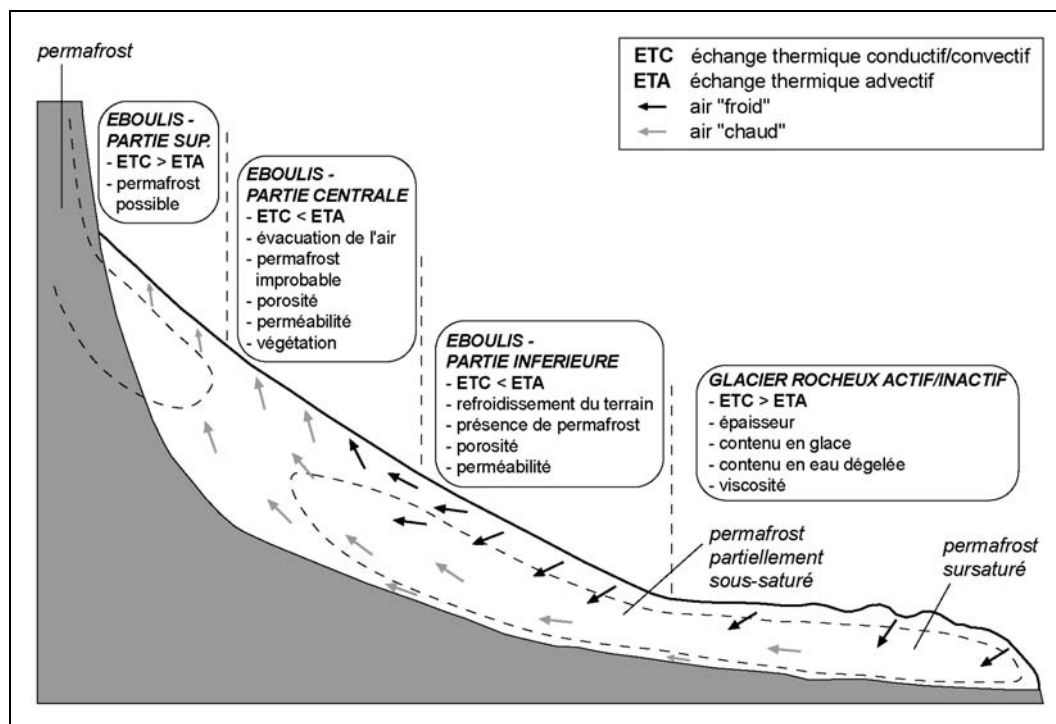 permafrost
ETC échange thermique conductif/convectif
ETA échange thermique advectif
air "froid"
air "chaud"
EBOULIS -
PARTIE SUP.
- ETC > ETA
- permafrost
possible
EBOULIS -
PARTIE CENTRALE
- ETC < ETA
- évacuation de l'air
- permafrost
improbable
- porosité
- perméabilité
- végétation
EBOULIS -
PARTIE INFERIEURE
- ETC < ETA
- refroidissement du terrain
- présence de permafrost
- porosité
- perméabilité
GLACIER ROCHEUX ACTIF/INACTIF
- ETC > ETA
- épaisseur
- contenu en glace
- contenu en eau dégelée
- viscosité
permafrost
partiellement
sous-saturé
permafrost
sursaturé